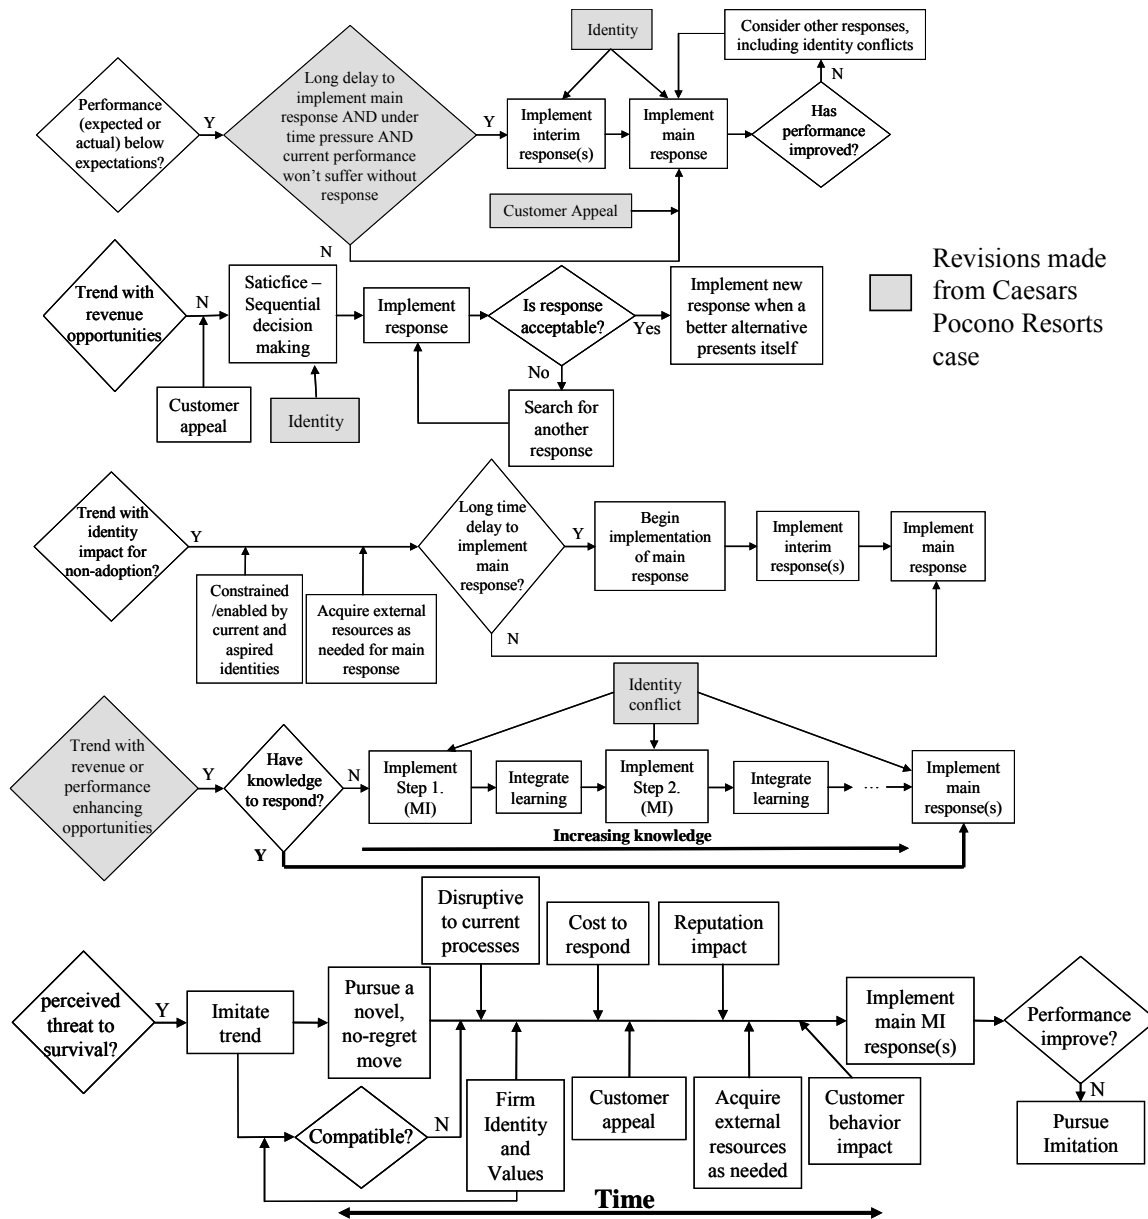 Performance
(expected or
actual) below
expectations?
Y
Long delay to
implement main
response AND under
time pressure AND
current performance
won't suffer without
response
Y
N
Identity
Implement
interim
response(s)
Implement
main
response
Customer Appeal
Consider other responses,
including identity conflicts
N
Has
performance
improved?
Trend with
revenue
opportunities
N
Customer
appeal
Saticfice –
Sequential
decision
making
Identity
Implement
response
Is response
acceptable?
Yes
No
Search for
another
response
Implement new
response when a
better alternative
presents itself
Revisions made
from Caesars
Pocono Resorts
case
Trend with
identity
impact for
non-adoption?
Y
Constrained
/enabled by
current and
aspired
identities
Acquire external
resources as
needed for main
response
Long time
delay to
implement
main
response?
Y
N
Begin
implementation
of main
response
Implement
interim
response(s)
Implement
main
response
Trend with
revenue or
performance
enhancing
opportunities
Y
Have
knowledge
to respond?
N
Y
Identity
conflict
Implement
Step 1.
(MI)
Integrate
learning
Implement
Step 2.
(MI)
Integrate
learning
...
Implement
main
response(s)
Increasing knowledge
perceived
threat to
survival?
Y
Imitate
trend
Pursue a
novel,
no-regret
move
Compatible?
N
Disruptive
to current
processes
Cost to
respond
Reputation
impact
Firm
Identity
and
Values
Customer
appeal
Acquire
external
resources
as needed
Customer
behavior
impact
Implement
main MI
response(s)
Performance
improve?
N
Pursue
Imitation
Time